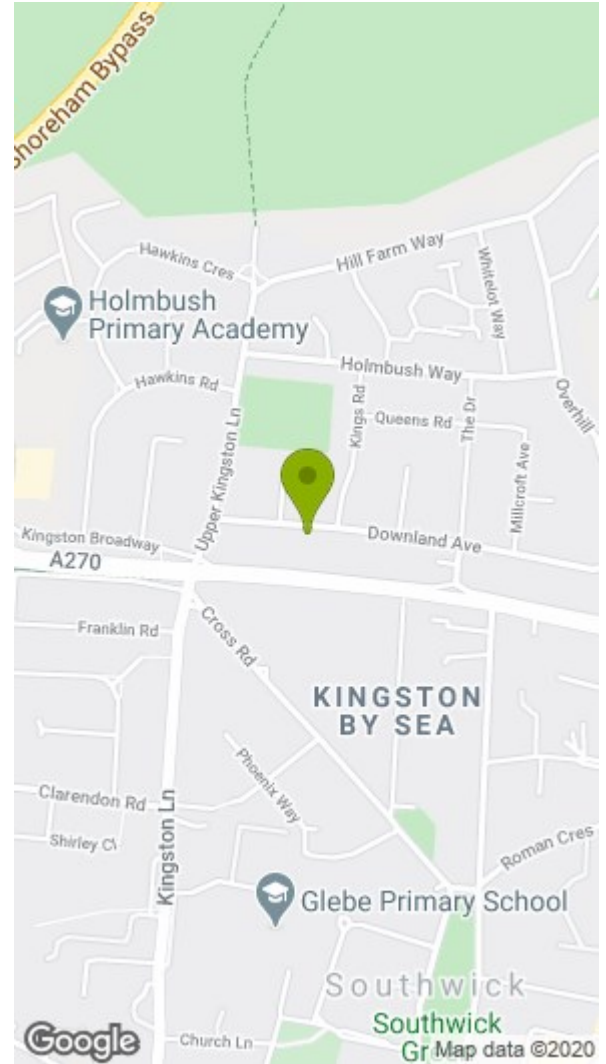 Shoreham Bypass
Hawkins Cres
Hill Farm Way
Whitelot Way
Holmbush
Primary Academy
Holmbush Way
Hawkins Rd
Kings Rd
Queens Rd
The Dr
Overhill
Upper Kingston Ln
Millcroft Ave
Kingston Broadway
Downland Ave
A270
Franklin Rd
Cross Rd
KINGSTON
BY SEA
Phoenix Way
Clarendon Rd
Kingston Ln
Shirley Cl
Roman Cres
Glebe Primary School
Southwick
Southwick
Gr
Google
Church Ln
Map data ©2020